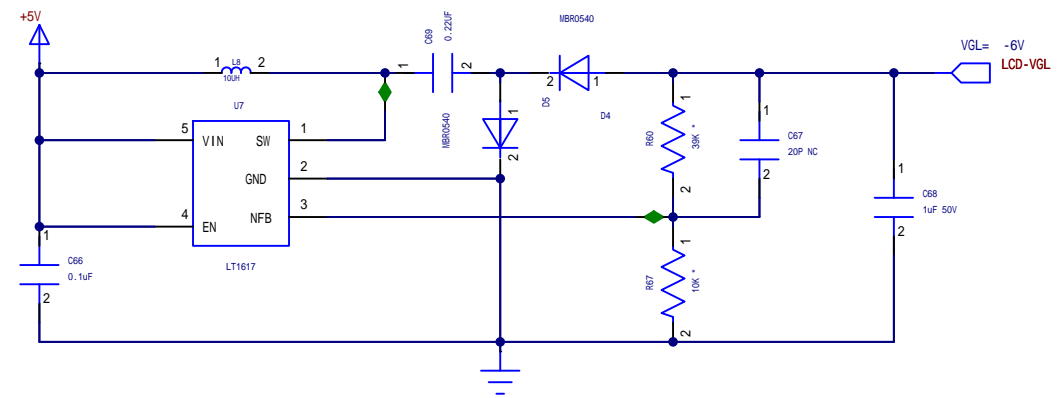 +5V
MBR0540
C69
0.22UF
VGL= -6V
LCD-VGL
1
L8
2
10UH
1
2
2
1
D5
D4
U7
MBR0540
1
2
5
VIN
SW
1
GND
2
4
EN
NFB
3
LT1617
1
R60
39K *
2
1
C67
20P NC
2
1
C68
1uF 50V
2
1
C66
0.1uF
2
1
R67
10K *
2